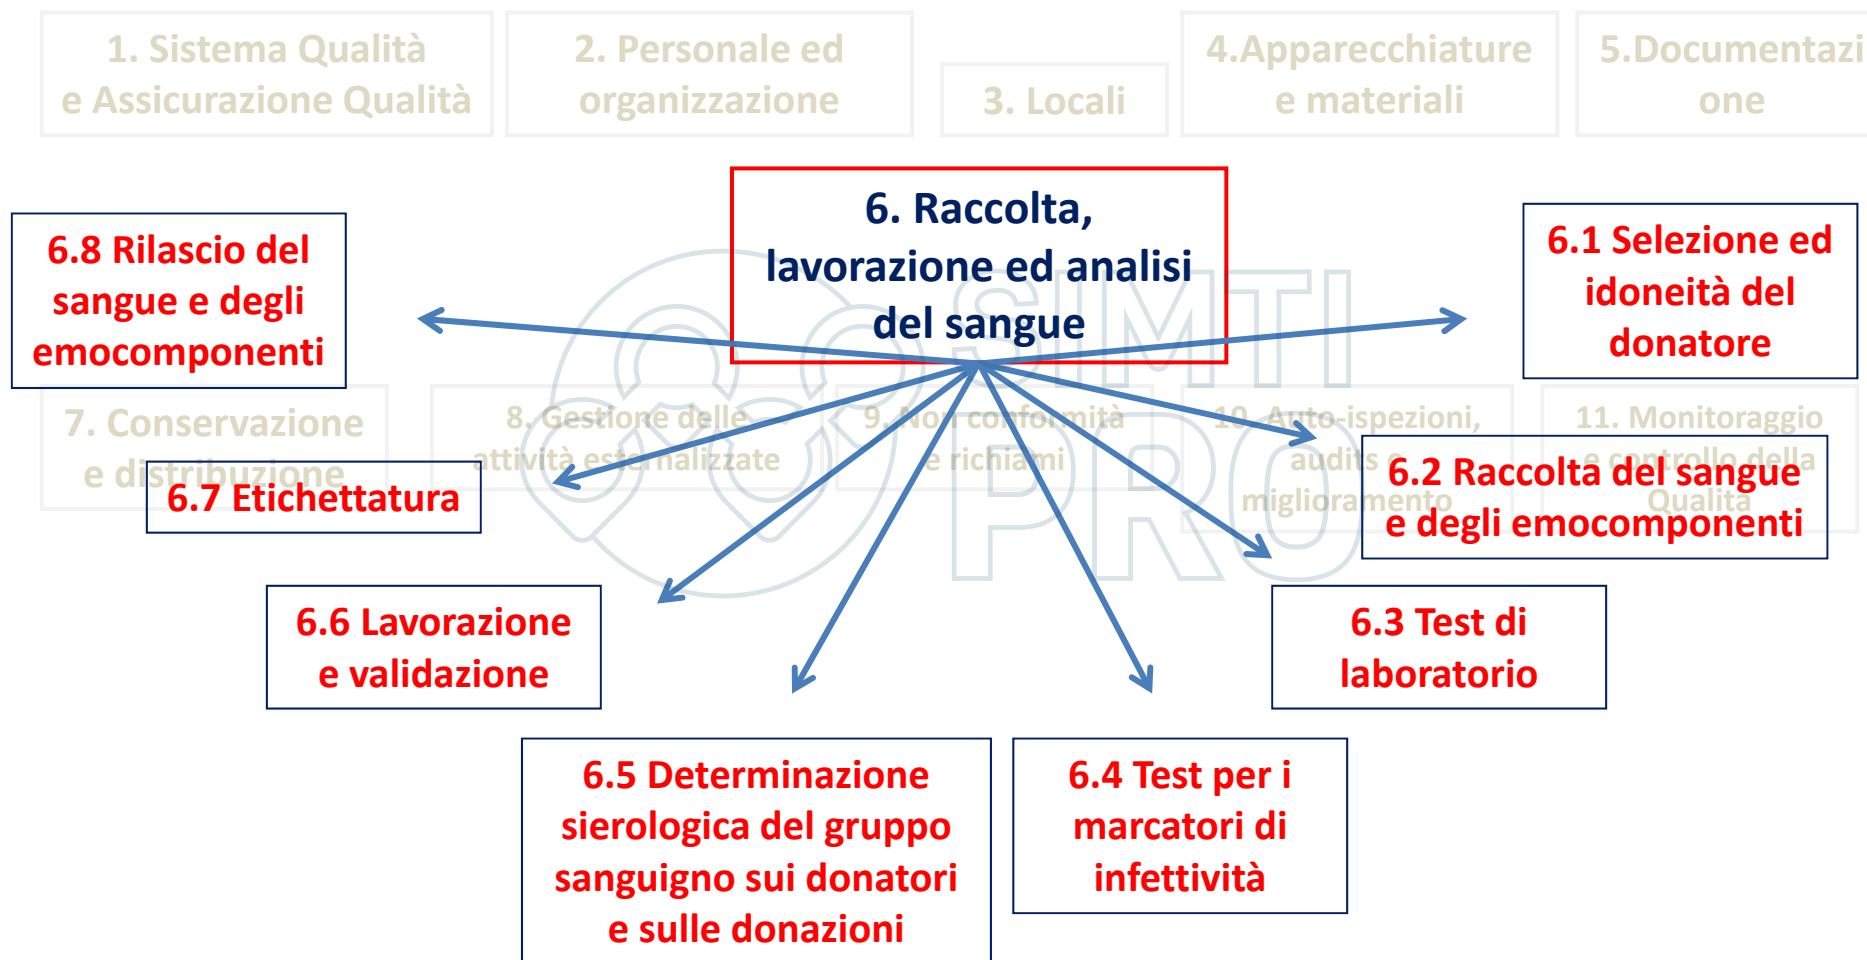 1. Sistema Qualità
e Assicurazione Qualità
2. Personale ed
organizzazione
3. Locali
4.Apparecchiature
e materiali
5.Documentazi
one
6. Raccolta,
lavorazione ed analisi
del sangue
6.8 Rilascio del
sangue e degli
emocomponenti
6.1 Selezione ed
idoneità del
donatore
7. Conservazione
e distribuzione
8. Gestione delle
attività esternalizzate
9. Non conformità
e richiami
10. Auto-ispezioni,
audits e
miglioramento
11. Monitoraggio
e controllo della
Qualità
6.7 Etichettatura
6.2 Raccolta del sangue
e degli emocomponenti
6.6 Lavorazione
e validazione
6.3 Test di
laboratorio
6.5 Determinazione
sierologica del gruppo
sanguigno sui donatori
e sulle donazioni
6.4 Test per i
marcatori di
infettività
SIMTI
PRO